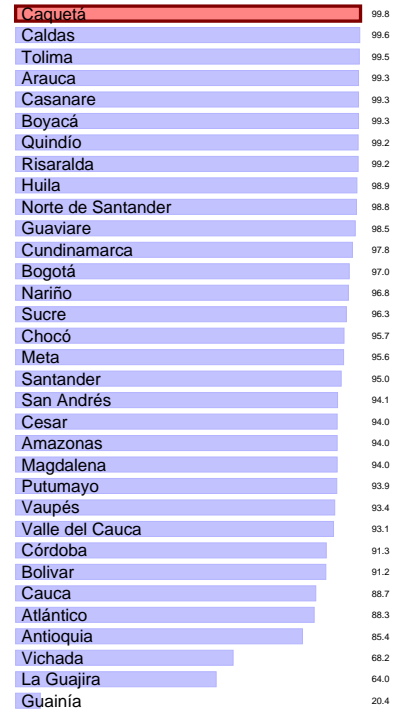 Caquetá 99.8
Caldas 99.6
Tolima 99.5
Arauca 99.3
Casanare 99.3
Boyacá 99.3
Quindío 99.2
Risaralda 99.2
Huila 98.9
Norte de Santander 98.8
Guaviare 98.5
Cundinamarca 97.8
Bogotá 97.0
Nariño 96.8
Sucre 96.3
Chocó 95.7
Meta 95.6
Santander 95.0
San Andrés 94.1
Cesar 94.0
Amazonas 94.0
Magdalena 94.0
Putumayo 93.9
Vaupés 93.4
Valle del Cauca 93.1
Córdoba 91.3
Bolivar 91.2
Cauca 88.7
Atlántico 88.3
Antioquia 85.4
Vichada 68.2
La Guajira 64.0
Guainía 20.4